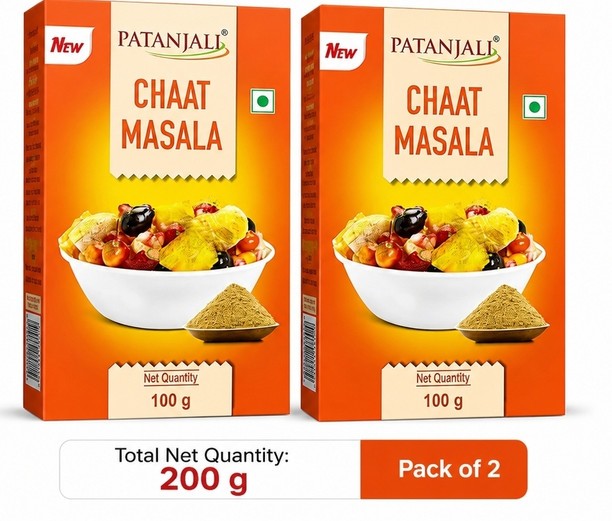 New
PATANJALI®
CHAAT
MASALA
Net Quantity
100 g
New
PATANJALI®
CHAAT
MASALA
Net Quantity
100 g
Total Net Quantity:
200 g
Pack of 2